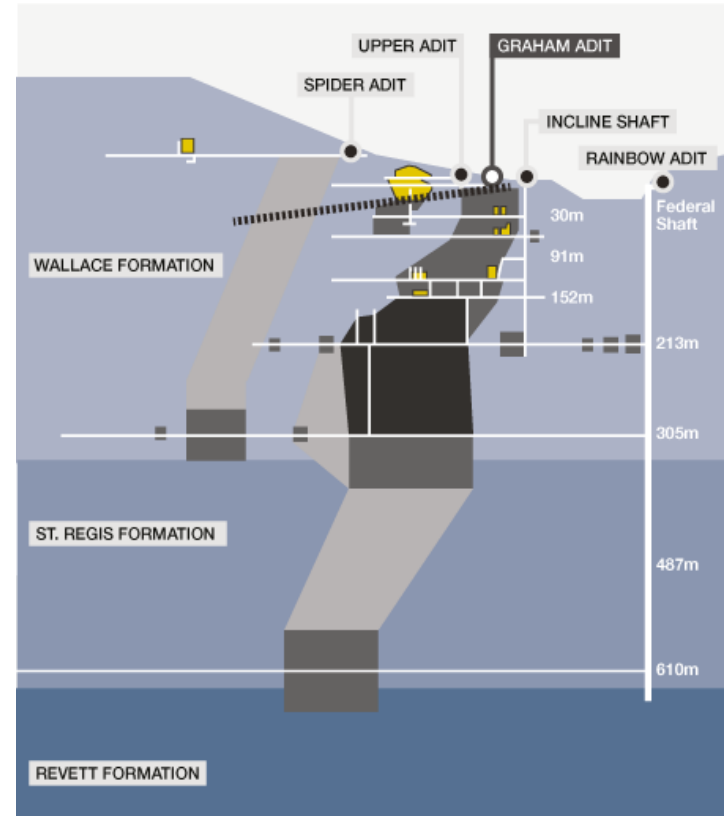 UPPER ADIT
GRAHAM ADIT
SPIDER ADIT
INCLINE SHAFT
RAINBOW ADIT
Federal
Shaft
30m
WALLACE FORMATION
91m
152m
213m
305m
ST. REGIS FORMATION
487m
610m
REVETT FORMATION